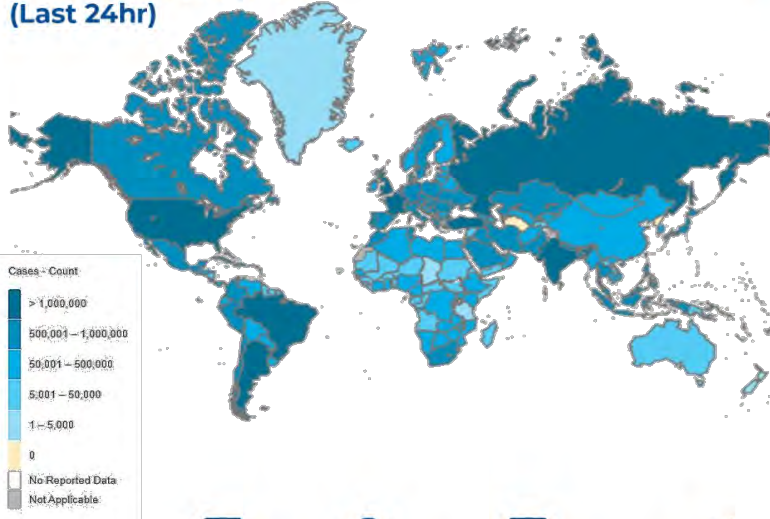 (Last 24hr)
Cases - Count
> 1,000,000
500,001 – 1,000,000
50,001 – 500,000
5,001 – 50,000
1 – 5,000
0
No Reported Data
Not Applicable